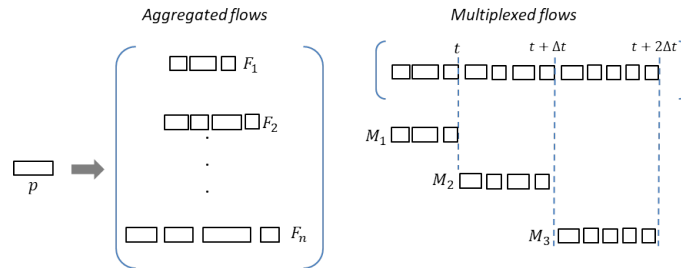 Aggregated flows
Multiplexed flows
t
t + Δt
t + 2Δt
F₁
F₂
.
.
.
Fₙ
p
M₁
M₂
M₃